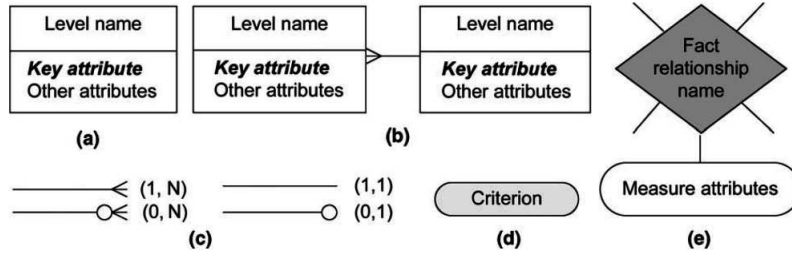 Level name
Key attribute
Other attributes
(a)
Level name
Key attribute
Other attributes
Level name
Key attribute
Other attributes
(b)
(1, N)
(0, N)
(1,1)
(0,1)
(c)
Criterion
(d)
Fact
relationship
name
Measure attributes
(e)